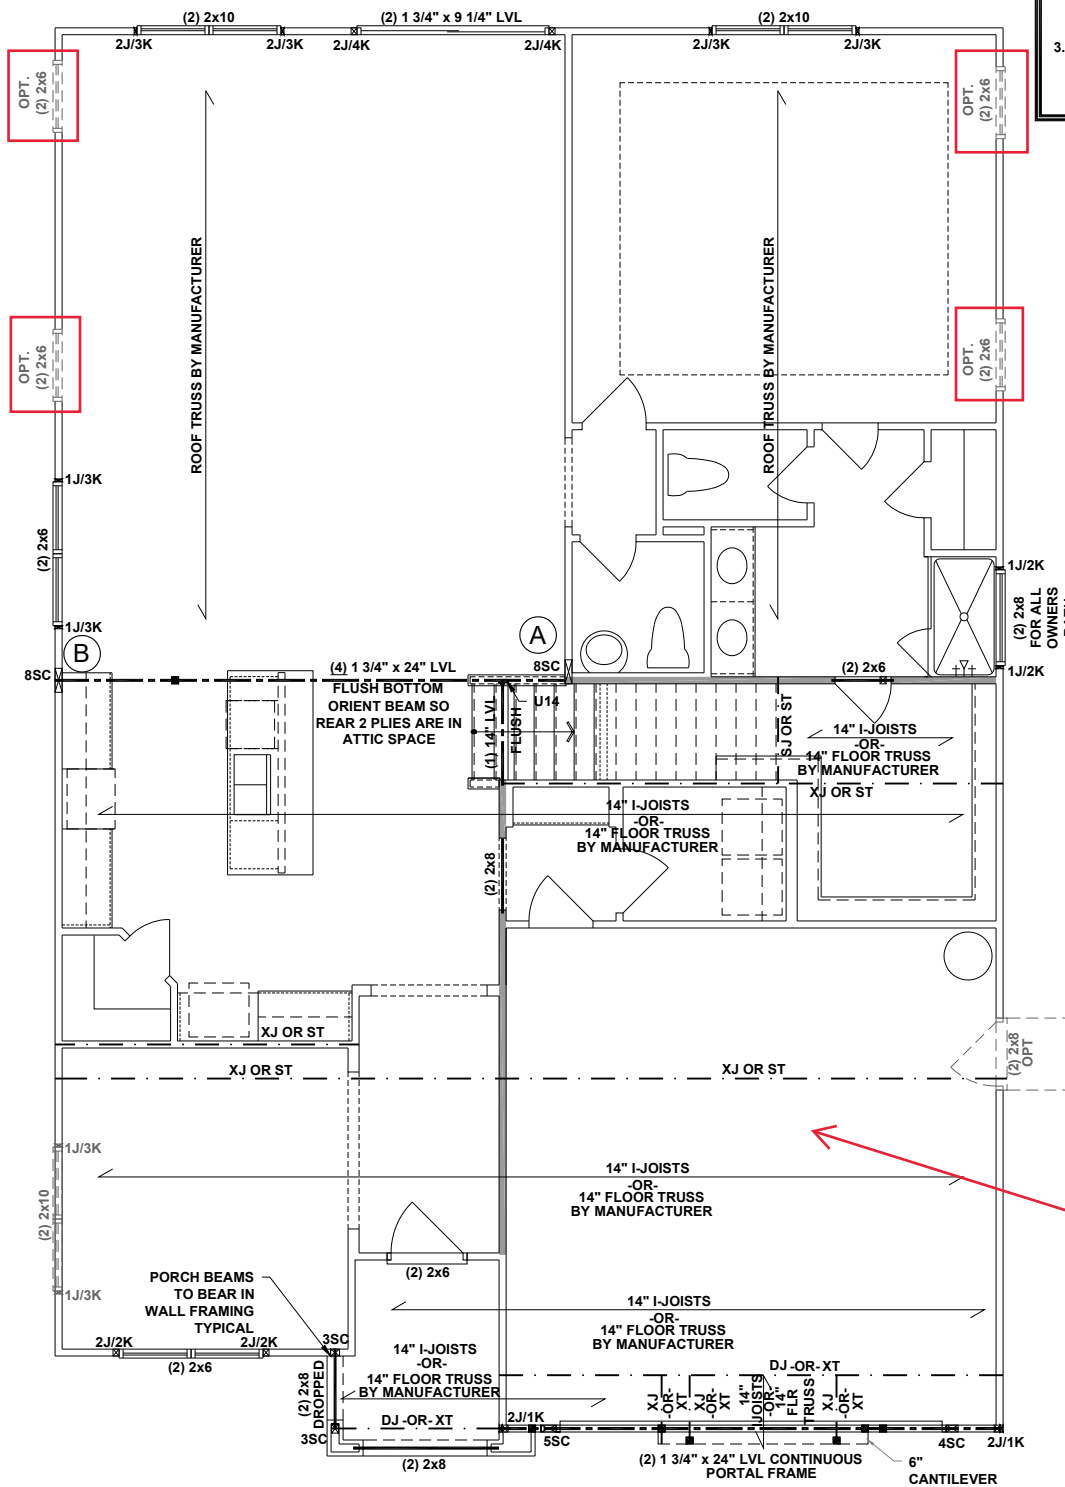 (2) 2x10
(2) 1 3/4" x 9 1/4" LVL
(2) 2x10
2J/3K
2J/3K
2J/4K
2J/4K
2J/3K
2J/3K
3.
OPT.
(2) 2x6
OPT.
(2) 2x6
ROOF TRUSS BY MANUFACTURER
ROOF TRUSS BY MANUFACTURER
OPT.
(2) 2x6
OPT.
(2) 2x6
1J/3K
(2) 2x6
1J/3K
1J/2K
(2) 2x8
FOR ALL
OWNERS
1J/2K
B
A
8SC
(4) 1 3/4" x 24" LVL
8SC
FLUSH BOTTOM
ORIENT BEAM SO
REAR 2 PLIES ARE IN
ATTIC SPACE
U14
(1) 14" LVL
FLUSH
(2) 2x6
SJ OR ST
14" I-JOISTS
-OR-
14" FLOOR TRUSS
BY MANUFACTURER
XJ OR ST
14" I-JOISTS
-OR-
14" FLOOR TRUSS
BY MANUFACTURER
(2) 2x8
XJ OR ST
XJ OR ST
XJ OR ST
(2) 2x8
OPT
1J/3K
(2) 2x10
1J/3K
14" I-JOISTS
-OR-
14" FLOOR TRUSS
BY MANUFACTURER
(2) 2x6
PORCH BEAMS
TO BEAR IN
WALL FRAMING
TYPICAL
14" I-JOISTS
-OR-
14" FLOOR TRUSS
BY MANUFACTURER
2J/2K
2J/2K
(2) 2x6
3SC
14" I-JOISTS
-OR-
14" FLOOR TRUSS
BY MANUFACTURER
(2) 2x8
DROPPED
DJ -OR- XT
3SC
(2) 2x8
2J/1K
5SC
DJ -OR- XT
XJ
-OR-
XT
XJ
-OR-
XT
14"
IJOISTS
-OR-
14"
FLR
TRUSS
XJ
-OR-
XT
4SC
2J/1K
(2) 1 3/4" x 24" LVL CONTINUOUS
PORTAL FRAME
6"
CANTILEVER